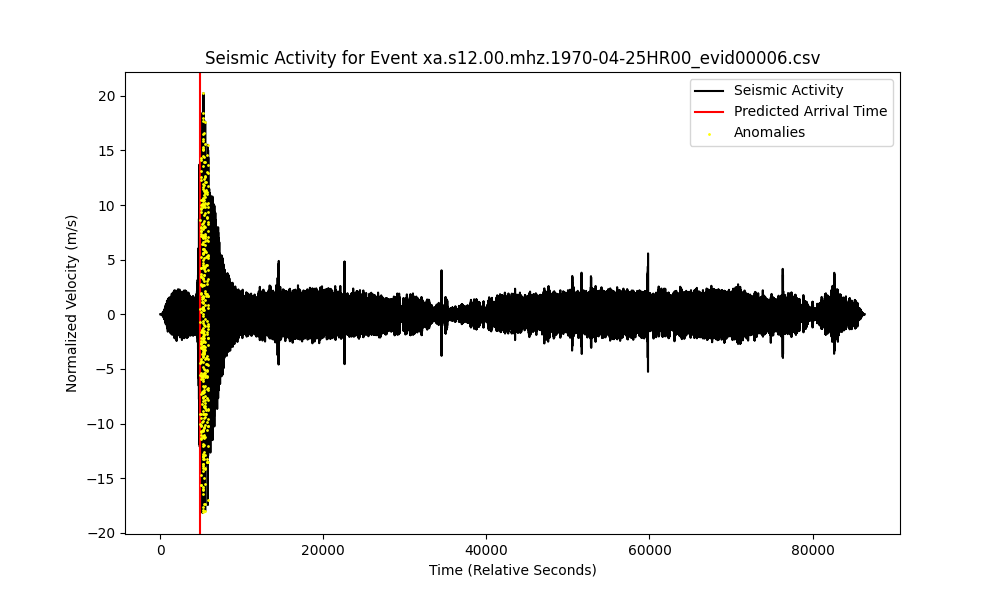 Seismic Activity for Event xa.s12.00.mhz.1970-04-25HR00_evid00006.csv
Seismic Activity
Predicted Arrival Time
Anomalies
Normalized Velocity (m/s)
20
15
10
5
0
−5
−10
−15
−20
0 20000 40000 60000 80000
Time (Relative Seconds)